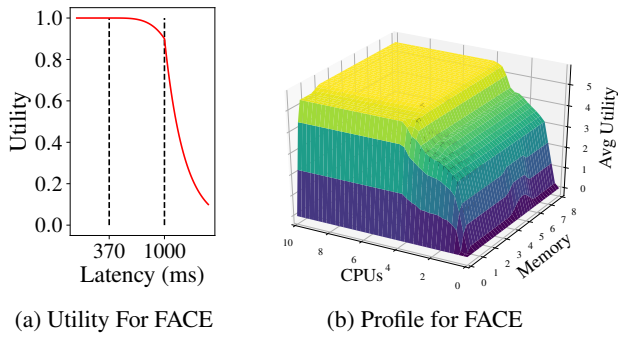 1.0
0.8
0.6
0.4
0.2
0.0
Utility
370 1000
Latency (ms)
(a) Utility For FACE
5
4
3
2
1
0
Avg Utility
10 8 6 4 2 0
CPUs
0 1 2 3 4 5 6 7 8
Memory
(b) Profile for FACE